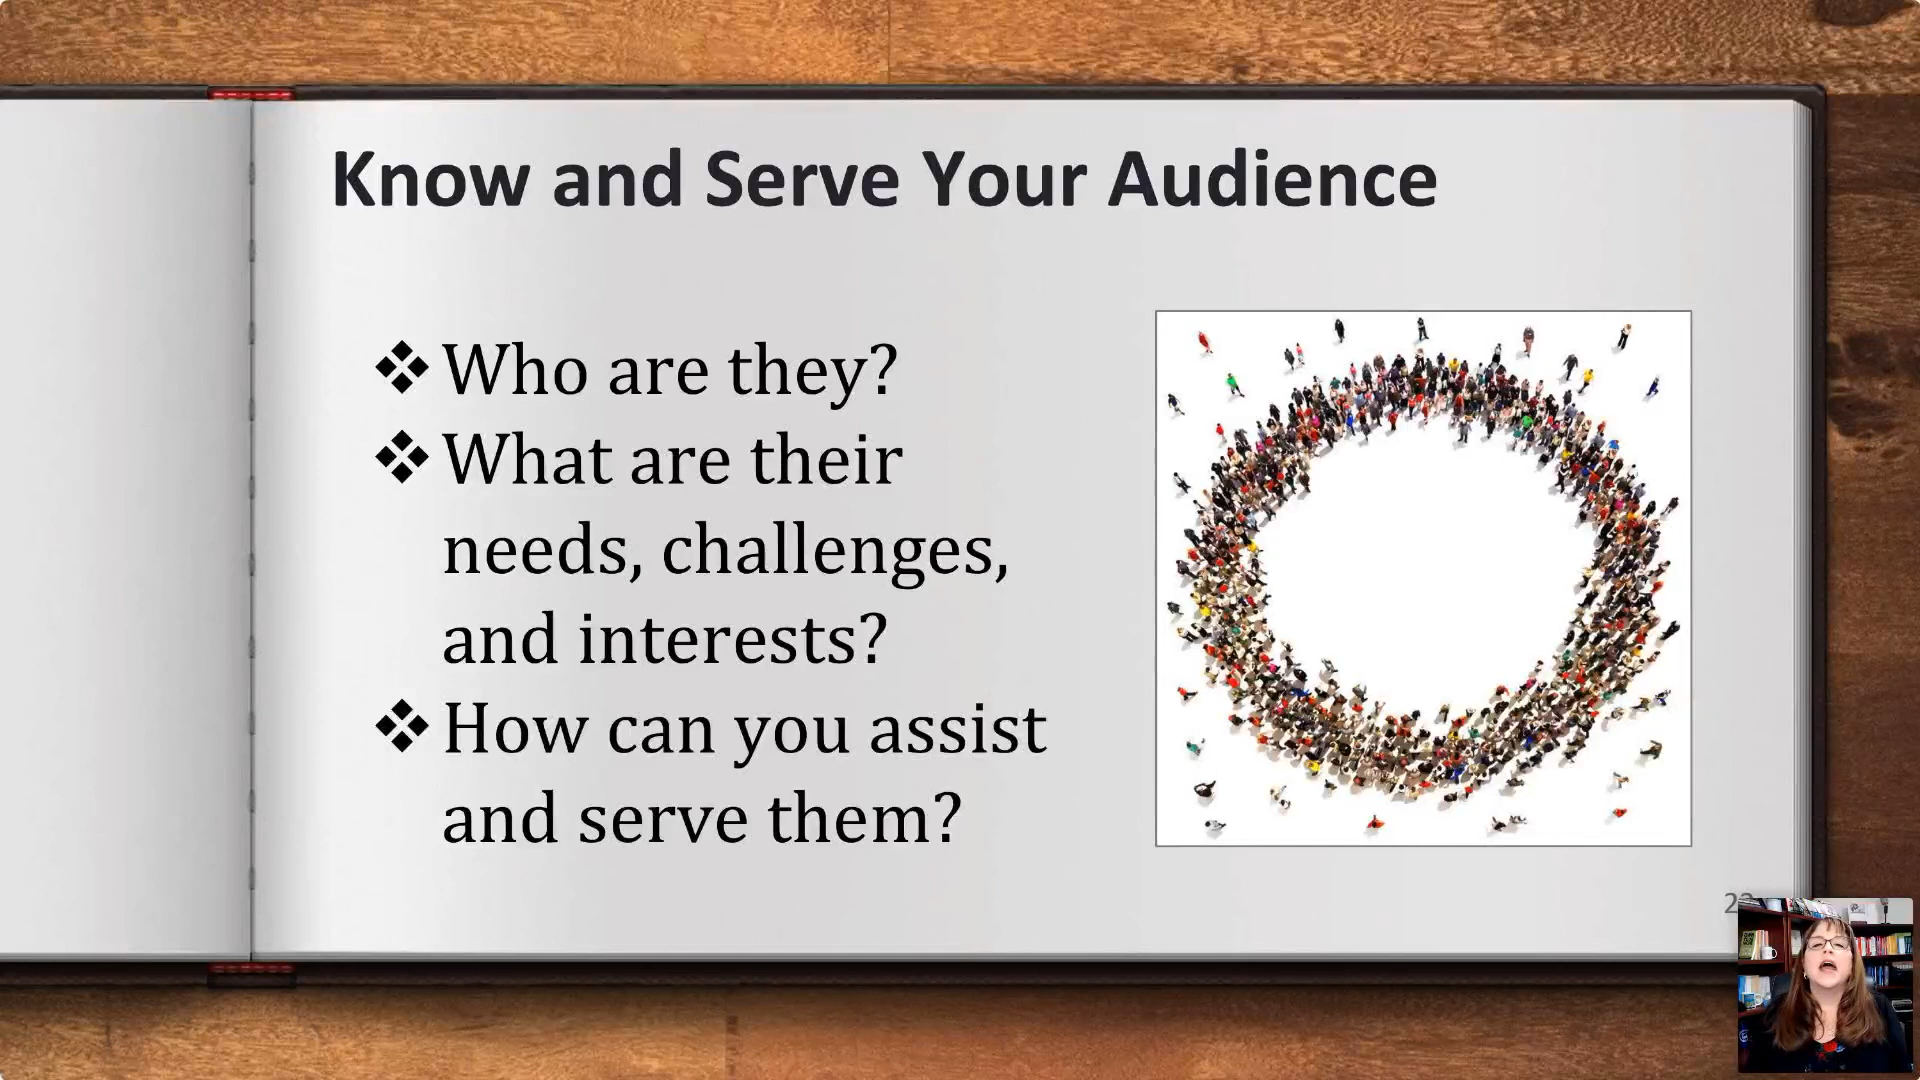 Know and Serve Your Audience
❖ Who are they?
❖ What are their
needs, challenges,
and interests?
❖ How can you assist
and serve them?